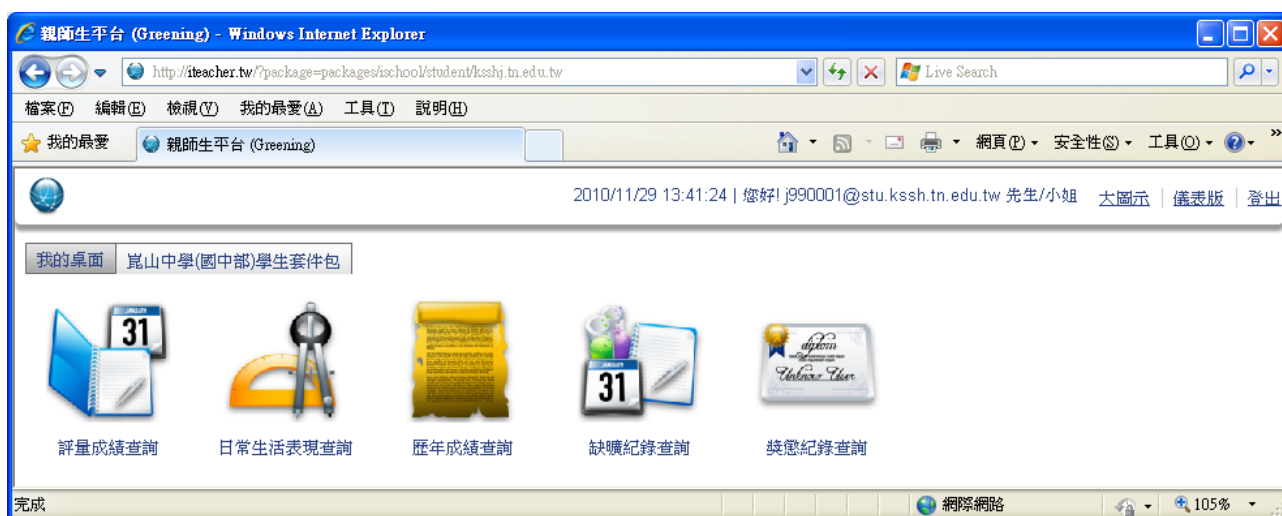 親師生平台 (Greening) - Windows Internet Explorer
http://iteacher.tw/?package=packages/ischool/student/ksshj.tn.edu.tw
Live Search
檔案(F) 編輯(E) 檢視(V) 我的最愛(A) 工具(T) 說明(H)
我的最愛 親師生平台 (Greening) 網頁(P) 安全性(S) 工具(O)
2010/11/29 13:41:24 | 您好! j990001@stu.kssh.tn.edu.tw 先生/小姐 大圖示 | 儀表版 | 登出
我的桌面 崑山中學(國中部)學生套件包
JANUARY 31
JANUARY 31
diplom
Unknow User
評量成績查詢 日常生活表現查詢 歷年成績查詢 缺曠紀錄查詢 獎懲紀錄查詢
完成 網際網路 105%